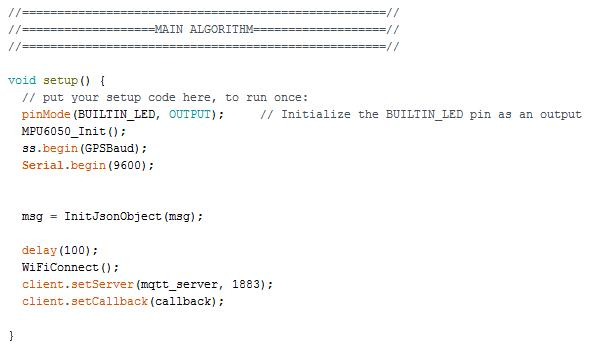 //====================================================//
//===================MAIN ALGORITHM===================//
//====================================================//
void setup() {
// put your setup code here, to run once:
pinMode(BUILTIN_LED, OUTPUT);     // Initialize the BUILTIN_LED pin as an output
MPU6050_Init();
ss.begin(GPSBaud);
Serial.begin(9600);
msg = InitJsonObject(msg);
delay(100);
WiFiConnect();
client.setServer(mqtt_server, 1883);
client.setCallback(callback);
}